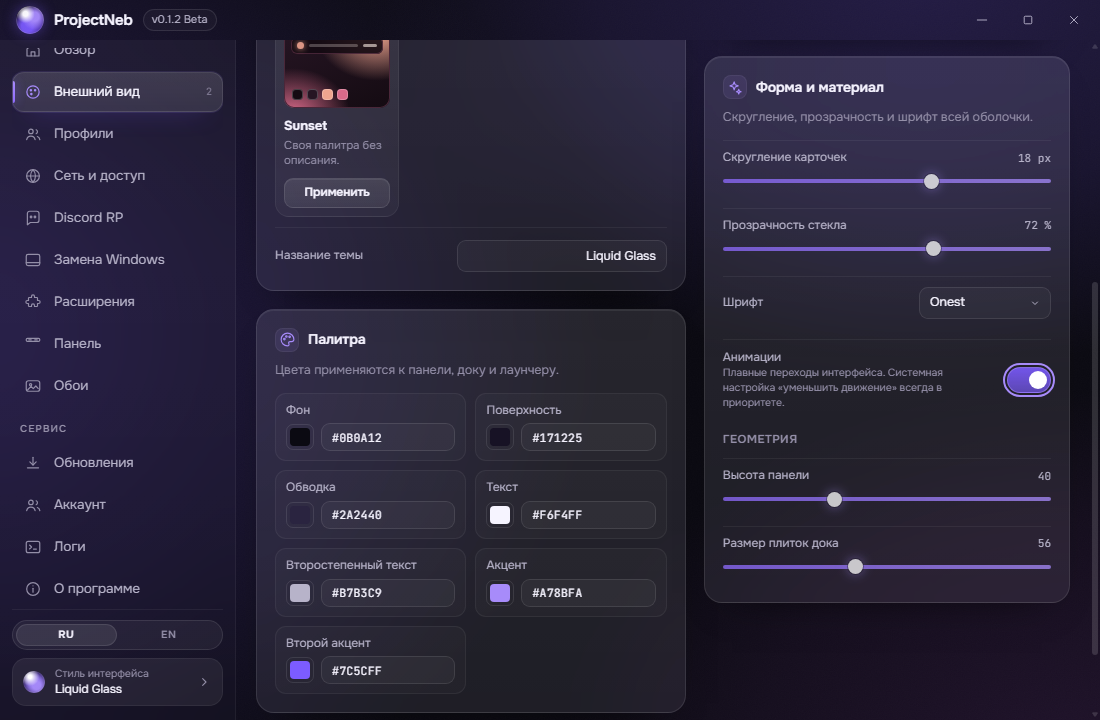 ProjectNeb
v0.1.2 Beta
Обзор
Внешний вид
2
Профили
Сеть и доступ
Discord RP
Замена Windows
Расширения
Панель
Обои
СЕРВИС
Обновления
Аккаунт
Логи
О программе
RU
EN
Стиль интерфейса
Liquid Glass
Sunset
Своя палитра без
описания.
Применить
Название темы
Liquid Glass
Палитра
Цвета применяются к панели, доку и лаунчеру.
Фон
#0B0A12
Поверхность
#171225
Обводка
#2A2440
Текст
#F6F4FF
Второстепенный текст
#B7B3C9
Акцент
#A78BFA
Второй акцент
#7C5CFF
Форма и материал
Скругление, прозрачность и шрифт всей оболочки.
Скругление карточек
18 px
Прозрачность стекла
72 %
Шрифт
Onest
Анимации
Плавные переходы интерфейса. Системная
настройка «уменьшить движение» всегда в
приоритете.
ГЕОМЕТРИЯ
Высота панели
40
Размер плиток дока
56